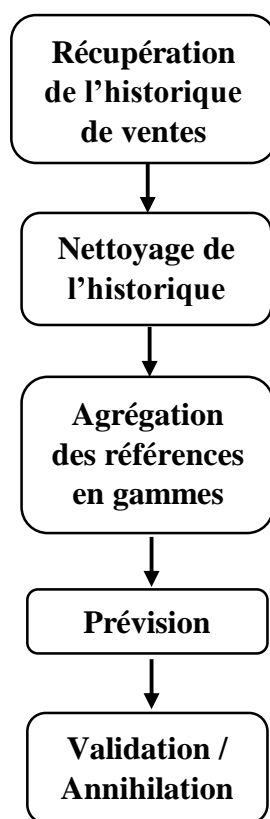 Récupération
de l’historique
de ventes
Nettoyage de
l’historique
Agrégation
des références
en gammes
Prévision
Validation /
Annihilation